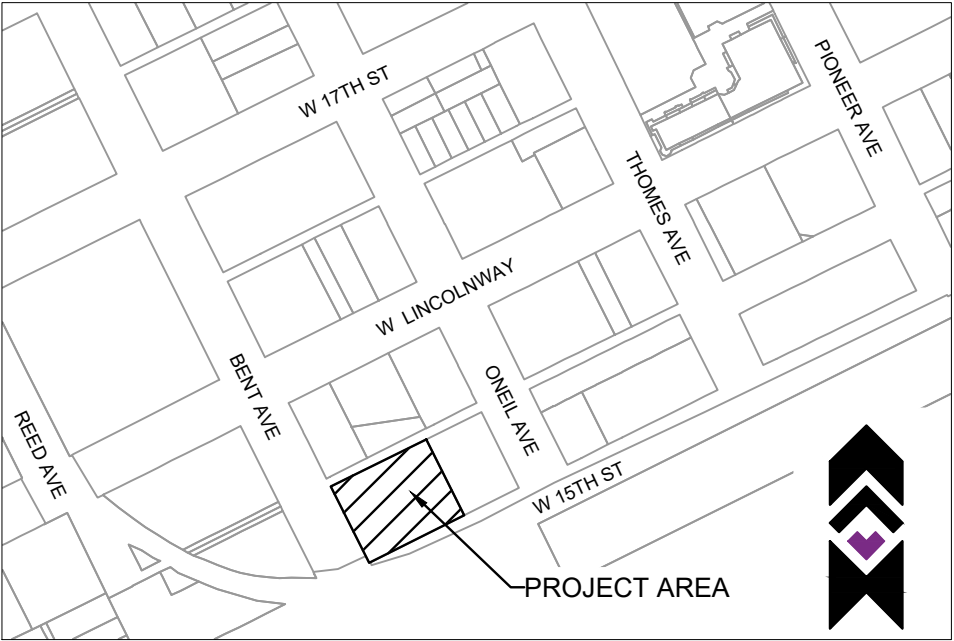 W 17TH ST
PIONEER AVE
THOMES AVE
W LINCOLNWAY
BENT AVE
ONEIL AVE
REED AVE
W 15TH ST
PROJECT AREA